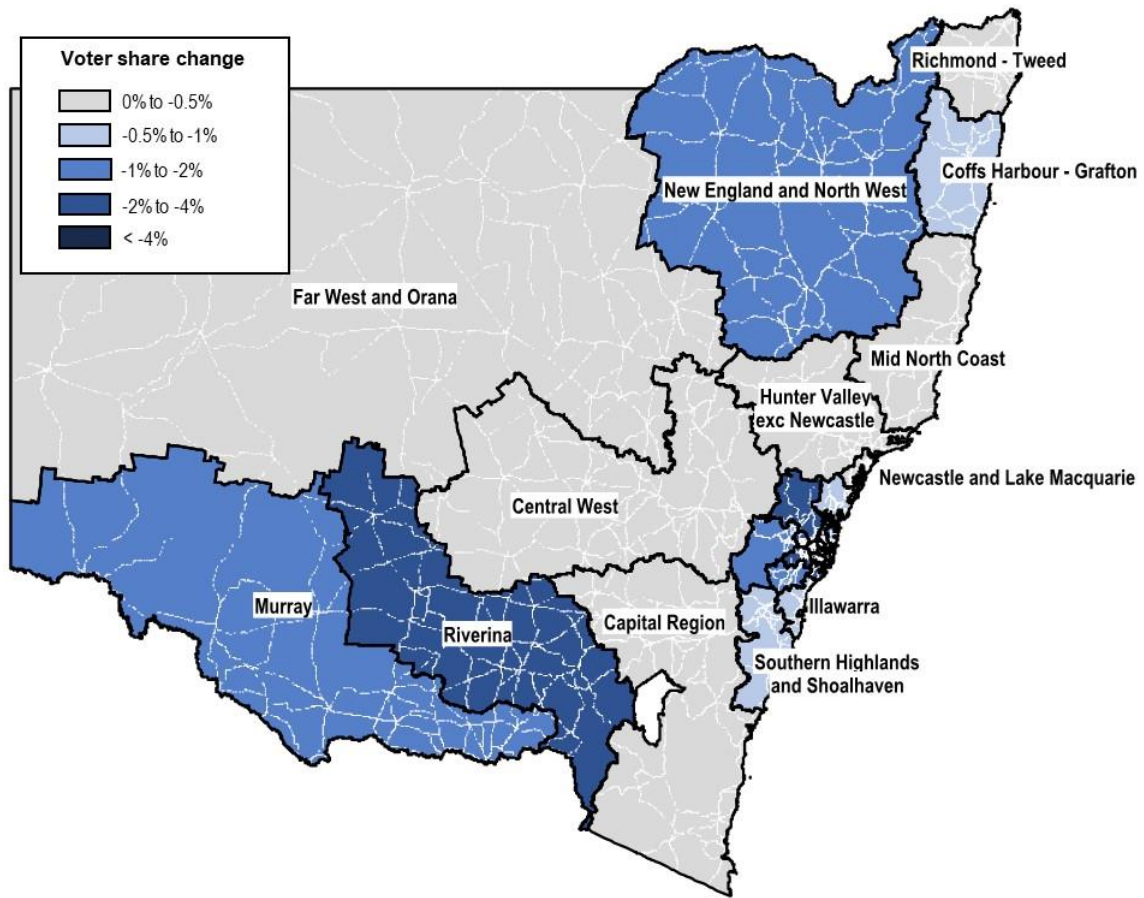 Voter share change
0% to -0.5%
-0.5% to -1%
-1% to -2%
-2% to -4%
< -4%
Richmond - Tweed
Coffs Harbour - Grafton
New England and North West
Far West and Orana
Mid North Coast
Hunter Valley
exc Newcastle
Newcastle and Lake Macquarie
Central West
Murray
Riverina
Capital Region
Illawarra
Southern Highlands
and Shoalhaven